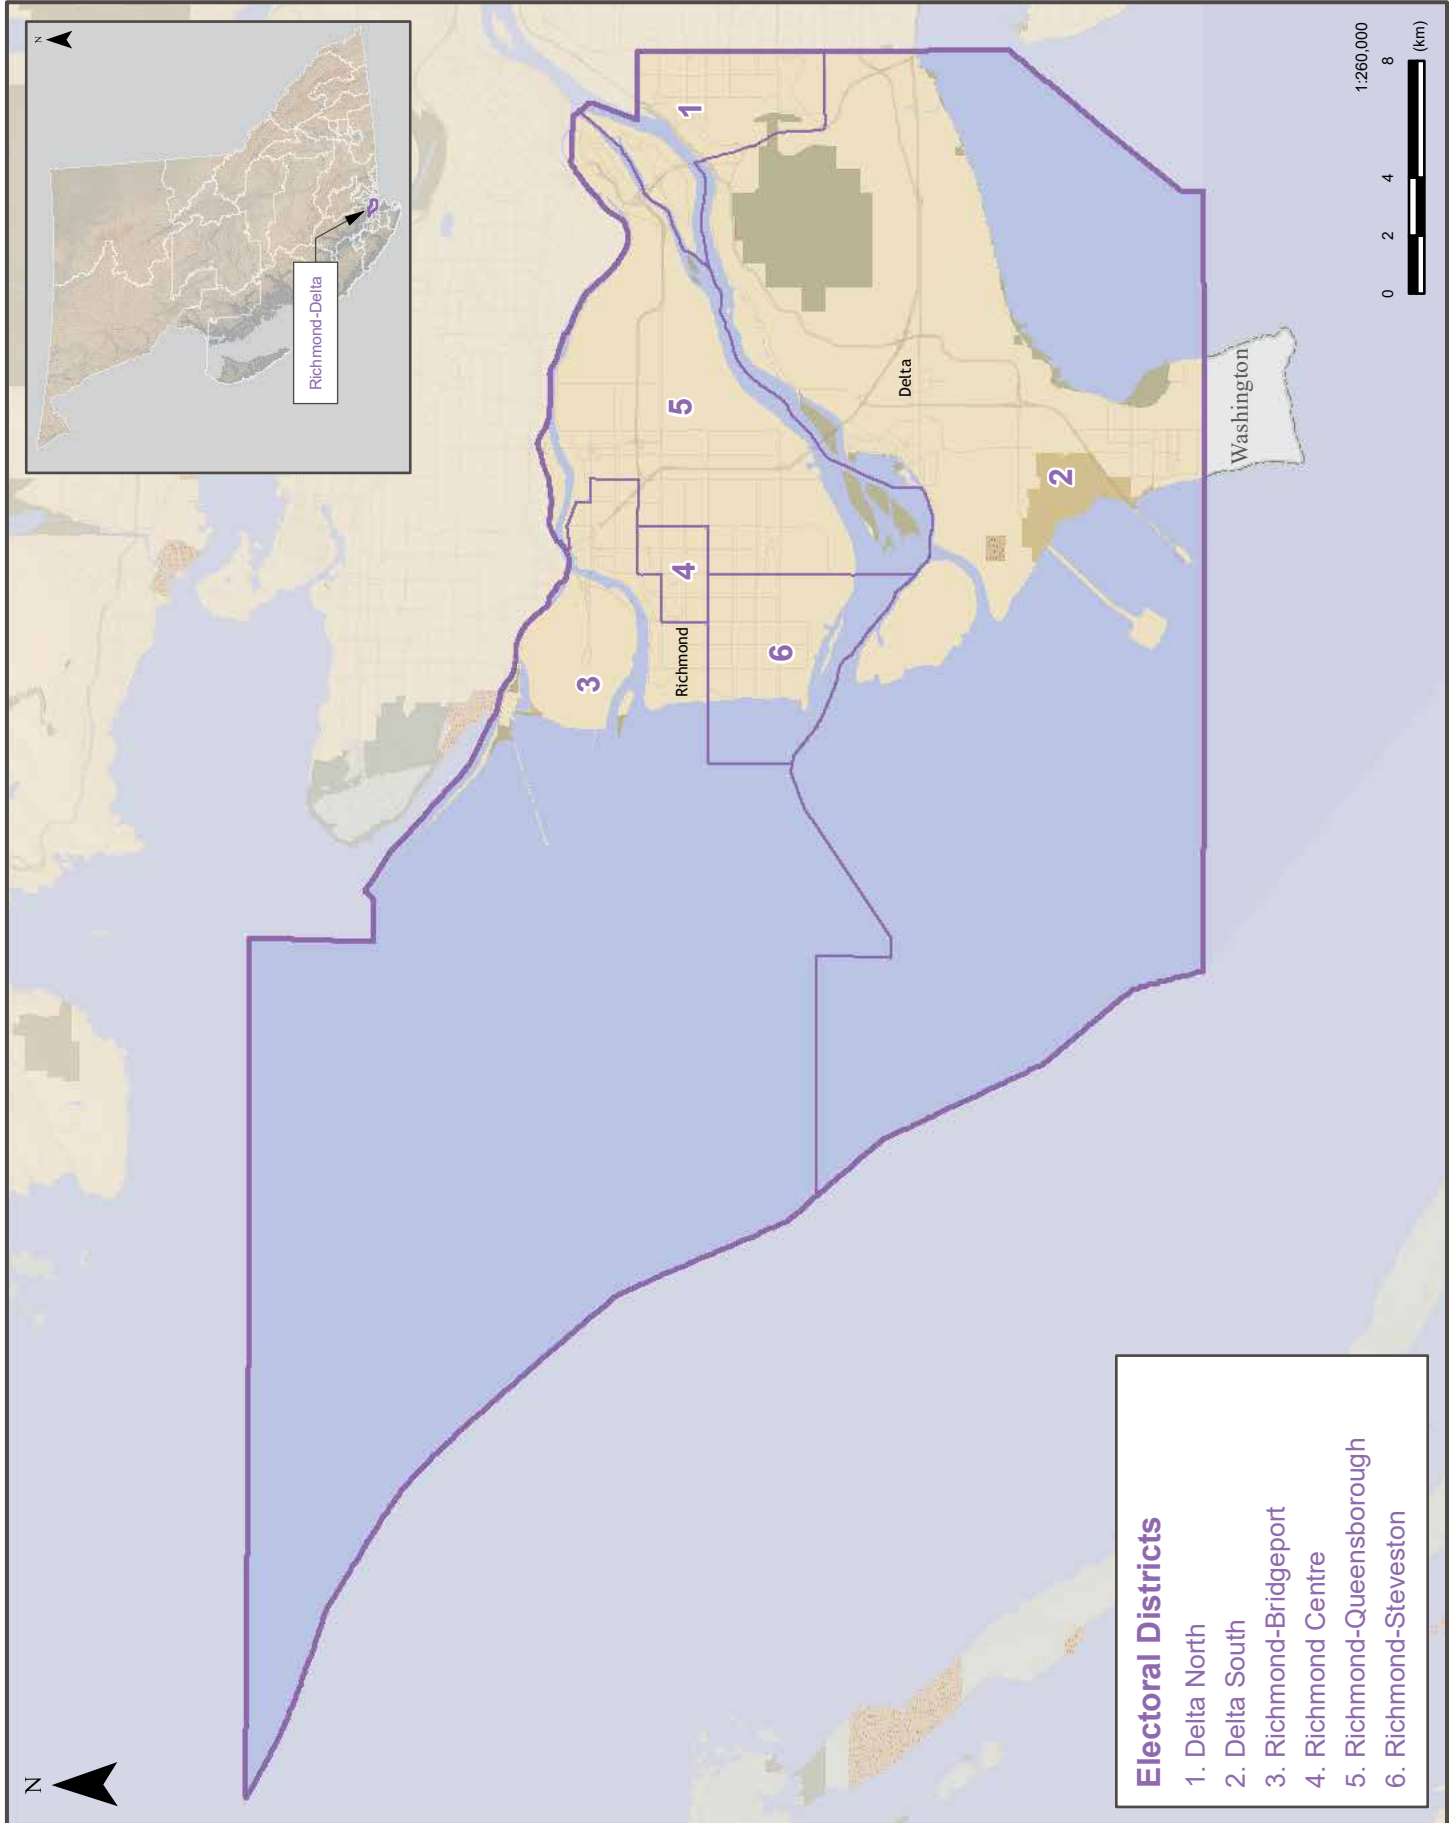 N
N
Richmond-Delta
1
2
3
4
5
6
Richmond
Delta
Washington
1:260,000
0 2 4 8
(km)
Electoral Districts
1. Delta North
2. Delta South
3. Richmond-Bridgeport
4. Richmond Centre
5. Richmond-Queensborough
6. Richmond-Steveston